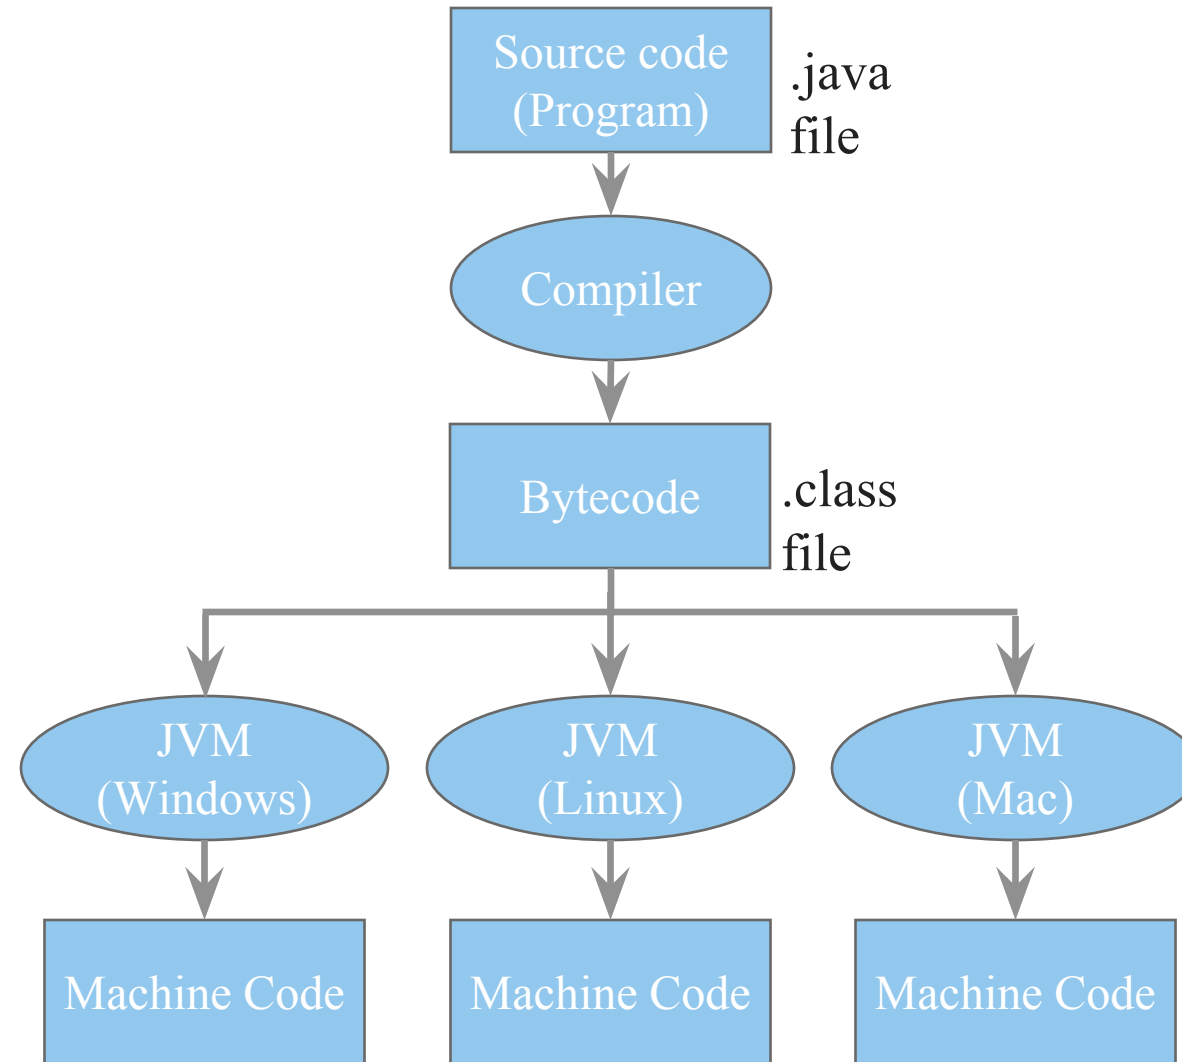 Source code
(Program)
.java
file
Compiler
Bytecode
.class
file
JVM
(Windows)
JVM
(Linux)
JVM
(Mac)
Machine Code
Machine Code
Machine Code